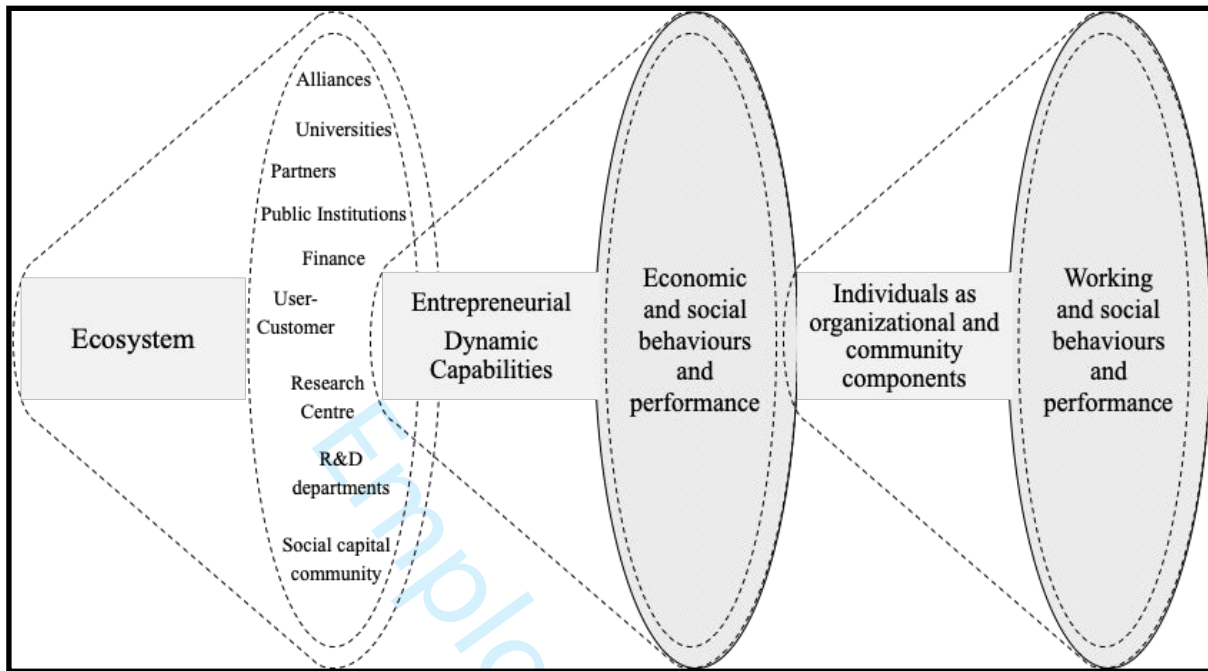 Ecosystem
Alliances
Universities
Partners
Public Institutions
Finance
User-
Customer
Research
Centre
R&D
departments
Social capital
community
Entrepreneurial
Dynamic
Capabilities
Economic
and social
behaviours
and
performance
Individuals as
organizational and
community
components
Working
and social
behaviours
and
performance